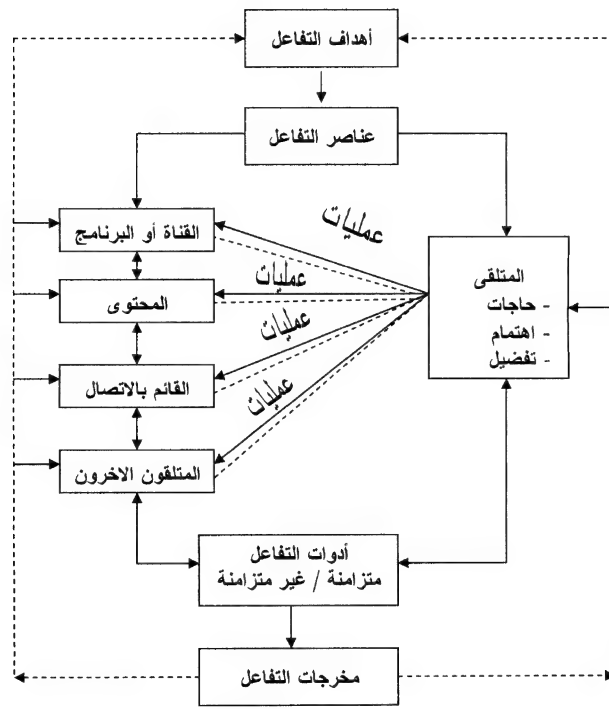 أهداف التفاعل
عناصر التفاعل
عمليات
القناة أو البرنامج
المتلقى
- حاجات
- اهتمام
- تفضيل
عمليات
المحتوى
عمليات
القائم بالاتصال
عمليات
المتلقون الاخرون
أدوات التفاعل
متزامنة / غير متزامنة
مخرجات التفاعل